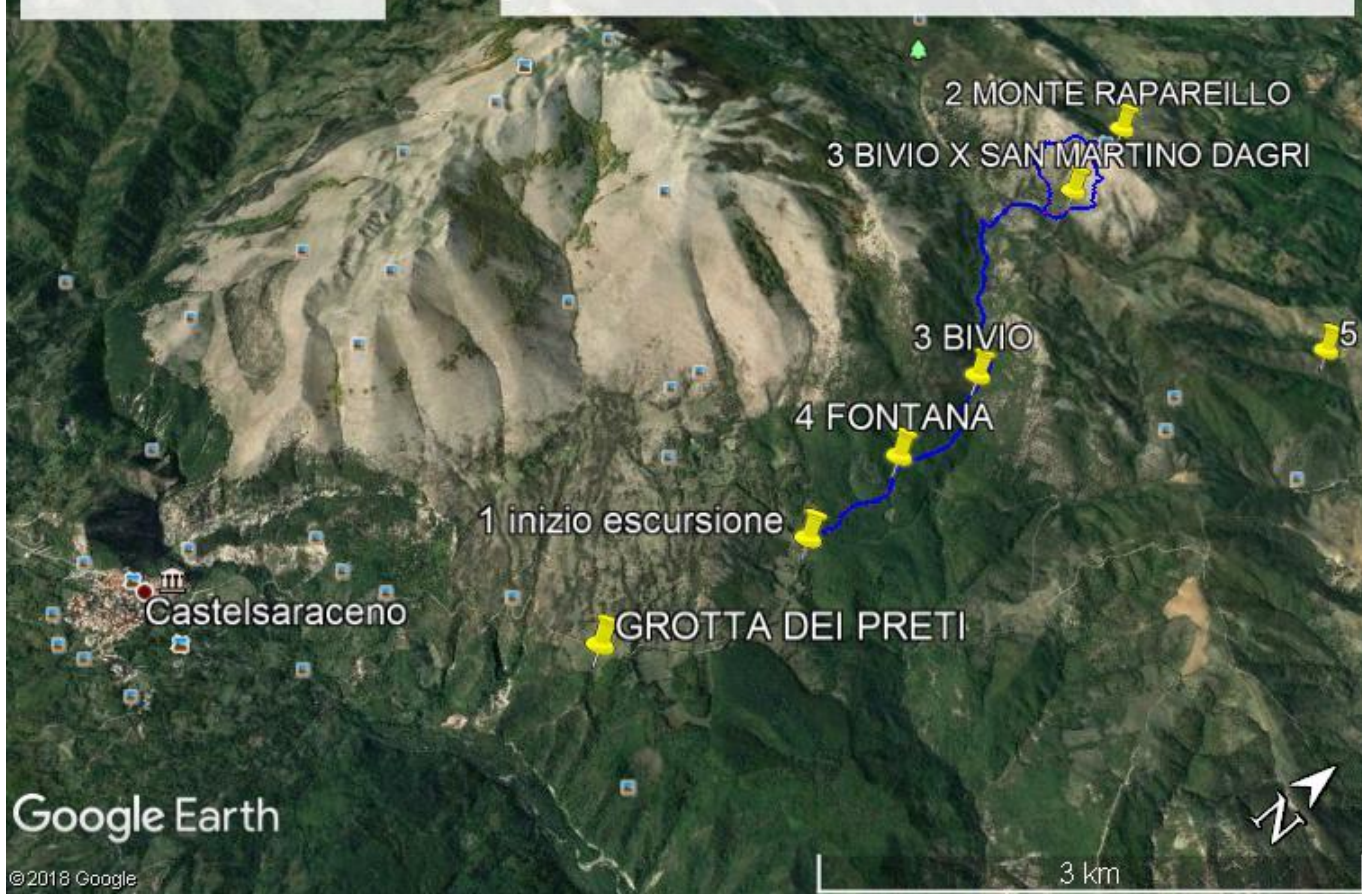 2 MONTE RAPAREILLO
3 BIVIO X SAN MARTINO DAGRI
3 BIVIO
5
4 FONTANA
1 inizio escursione
Castelsaraceno
GROTTA DEI PRETI
Google Earth
N
3 km
©2018 Google